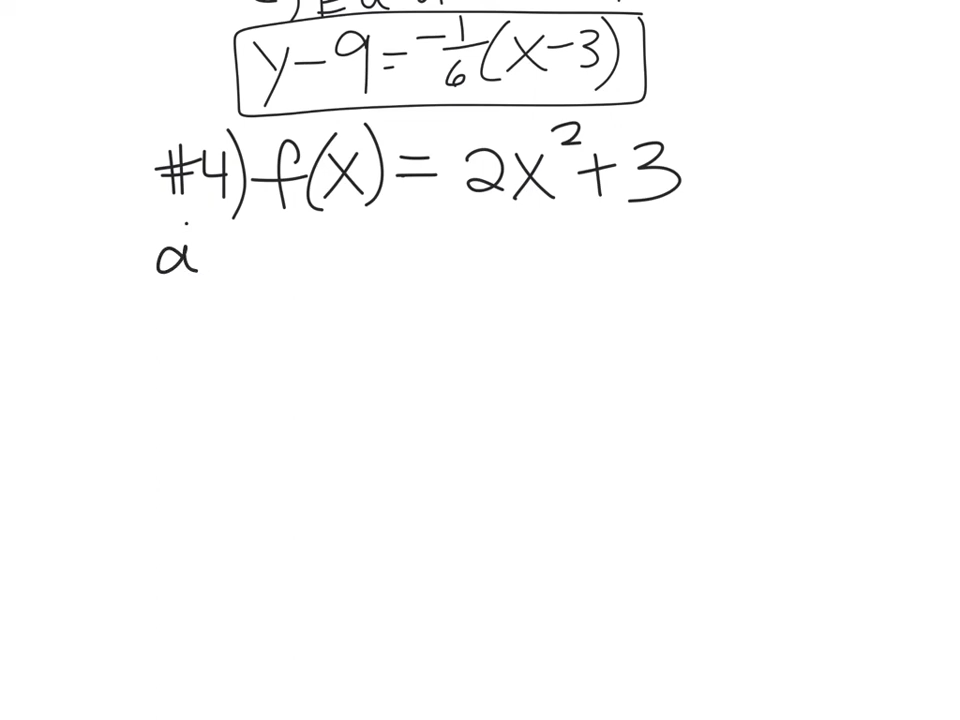 y-9=-1/6(x-3)
#4) f(x) = 2x²+3
a